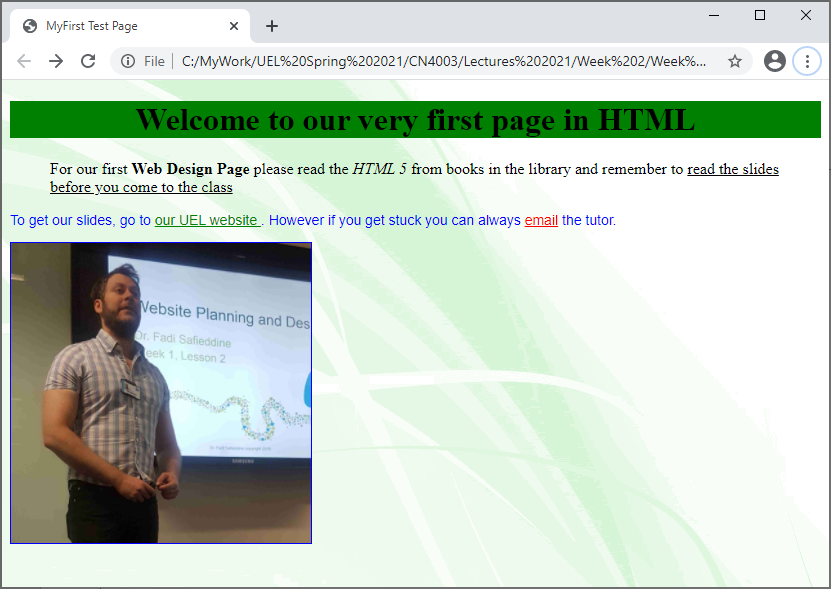 MyFirst Test Page
File
C:/MyWork/UEL%20Spring%202021/CN4003/Lectures%202021/Week%202/Week%...
Welcome to our very first page in HTML
For our first Web Design Page please read the HTML 5 from books in the library and remember to read the slides
before you come to the class
To get our slides, go to our UEL website . However if you get stuck you can always email the tutor.
Website Planning and Des
Dr. Fadi Safieddine
eek 1, Lesson 2
SAMSUNG